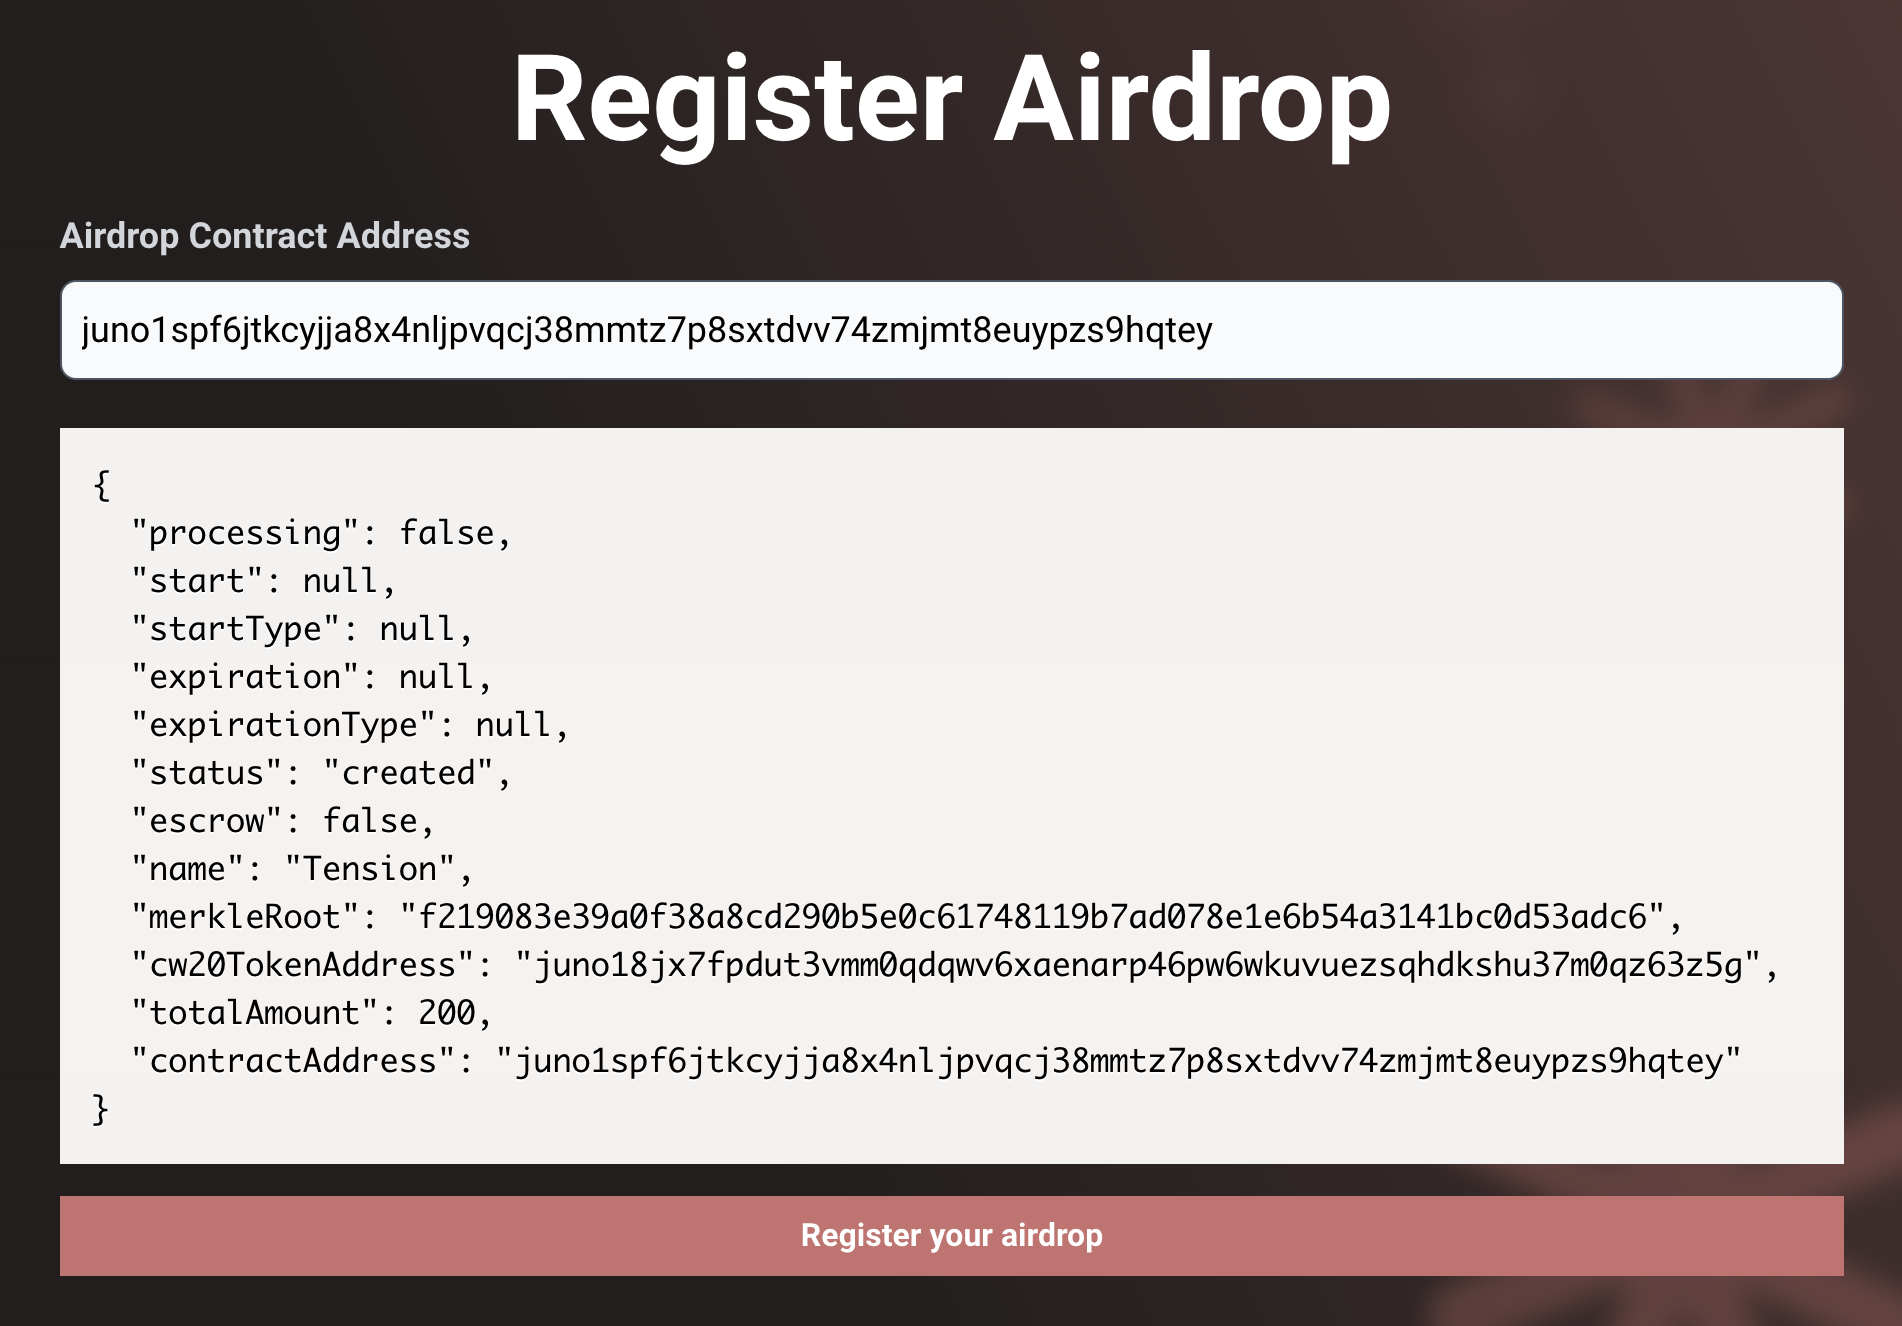 Register Airdrop
Airdrop Contract Address
juno1spf6jtkcyjja8x4nljpvqcj38mmtz7p8sxtdvv74zmjmt8euypzs9hqtey
{
  "processing": false,
  "start": null,
  "startType": null,
  "expiration": null,
  "expirationType": null,
  "status": "created",
  "escrow": false,
  "name": "Tension",
  "merkleRoot": "f219083e39a0f38a8cd290b5e0c61748119b7ad078e1e6b54a3141bc0d53adc6",
  "cw20TokenAddress": "juno18jx7fpdut3vmm0qdqwv6xaenarp46pw6wkuvuezsqhdkshu37m0qz63z5g",
  "totalAmount": 200,
  "contractAddress": "juno1spf6jtkcyjja8x4nljpvqcj38mmtz7p8sxtdvv74zmjmt8euypzs9hqtey"
}
Register your airdrop